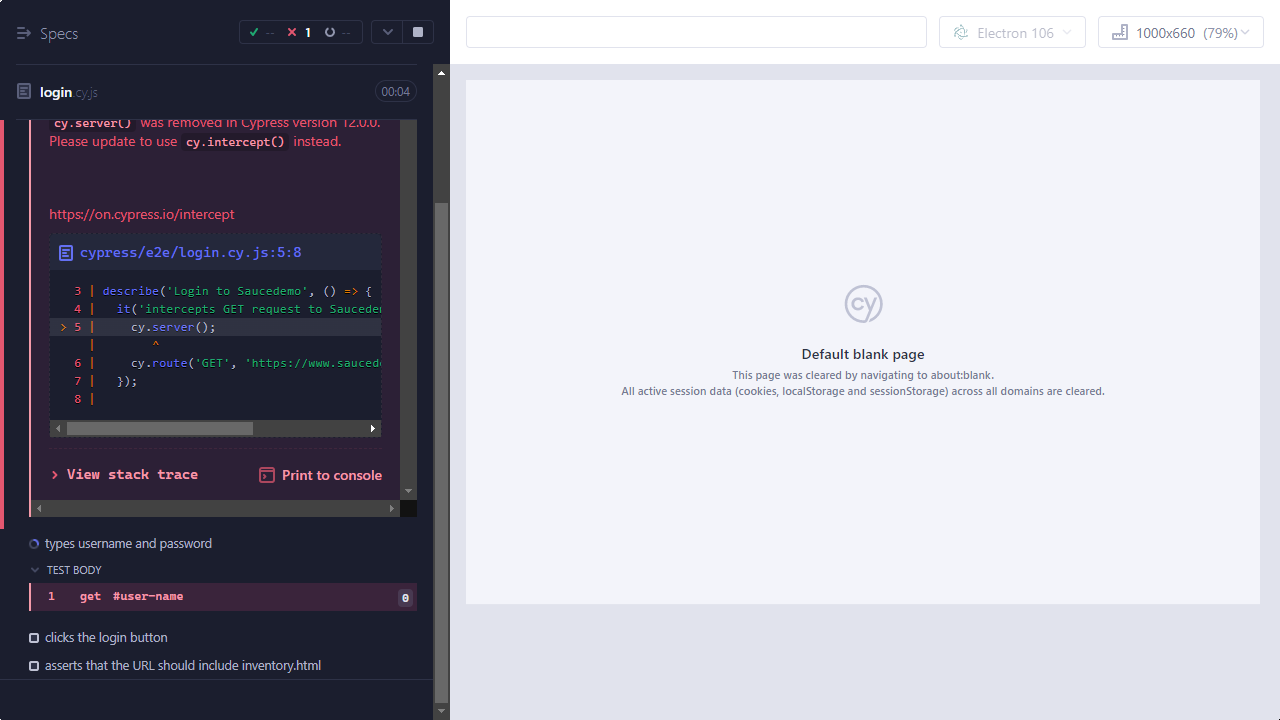 Specs
--
1
--
Electron 106
1000x660 (79%)
login.cy.js
00:04
cy.server() was removed in Cypress version 12.0.0.
Please update to use cy.intercept() instead.
https://on.cypress.io/intercept
cypress/e2e/login.cy.js:5:8
3 | describe('Login to Saucedemo', () => {
4 | it('intercepts GET request to Saucedem
> 5 | cy.server();
| ^
6 | cy.route('GET', 'https://www.sauced
7 | });
8 |
View stack trace
Print to console
types username and password
TEST BODY
1 get #user-name 0
clicks the login button
asserts that the URL should include inventory.html
cy
Default blank page
This page was cleared by navigating to about:blank.
All active session data (cookies, localStorage and sessionStorage) across all domains are cleared.